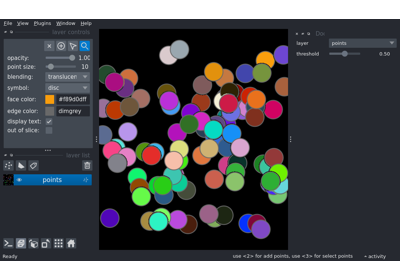 File View Plugins Window Help
layer controls
opacity: 1.00
point size: 10
blending: translucen
symbol: disc
face color: #f89d0dff
edge color: dimgrey
display text:
out of slice:
layer list
points
layer points
threshold 0.50
Ready
use <2> for add points, use <3> for select points
activity